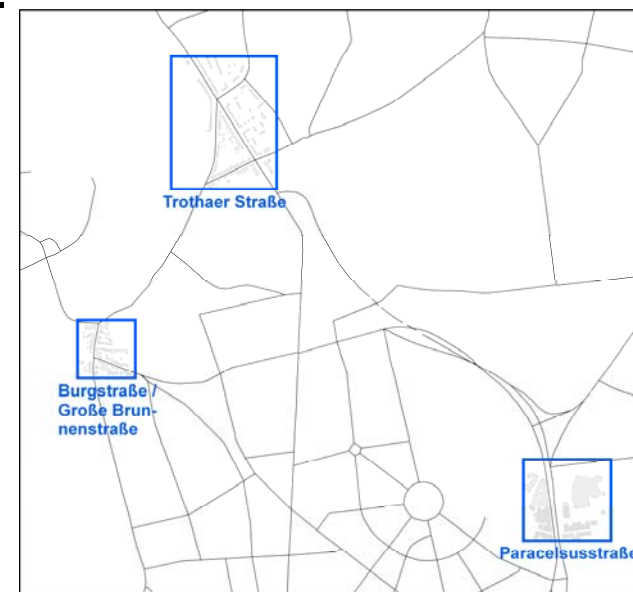 Trothaer Straße
Burgstraße /
Große Brun-
nenstraße
Paracelsusstraße